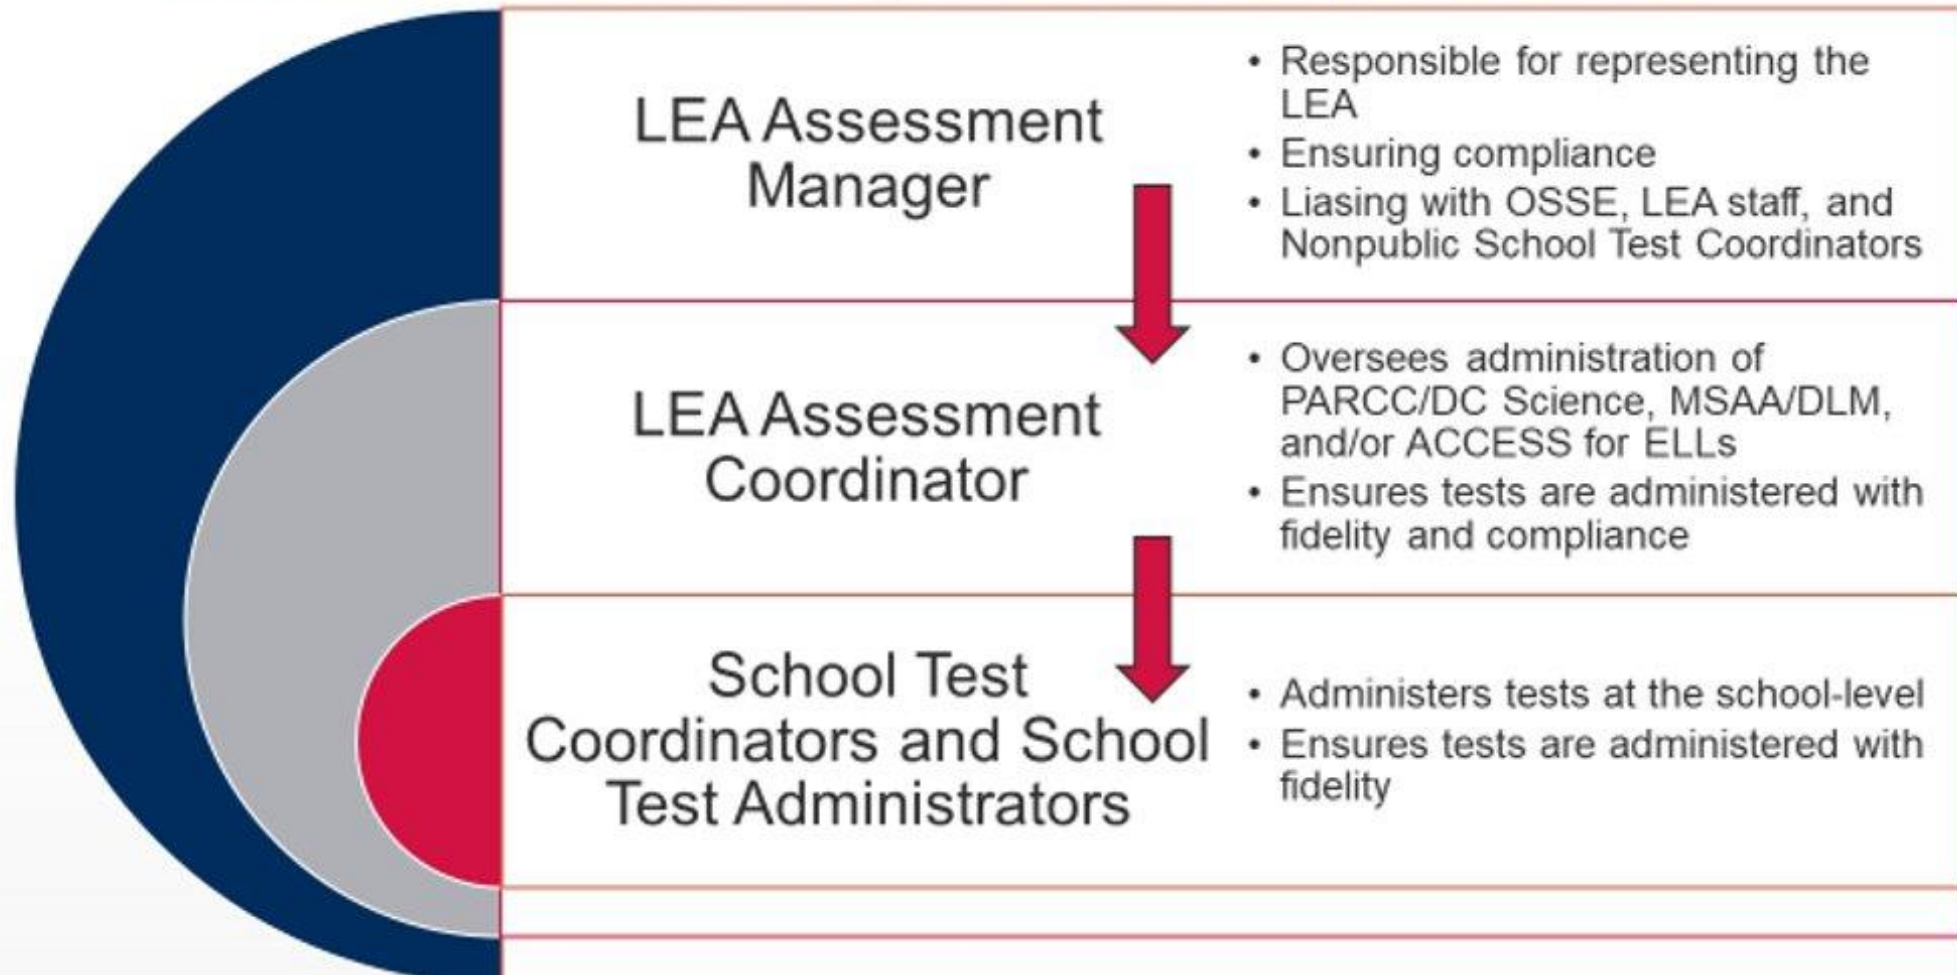 LEA Assessment
Manager
• Responsible for representing the
LEA
• Ensuring compliance
• Liasing with OSSE, LEA staff, and
Nonpublic School Test Coordinators
LEA Assessment
Coordinator
• Oversees administration of
PARCC/DC Science, MSAA/DLM,
and/or ACCESS for ELLs
• Ensures tests are administered with
fidelity and compliance
School Test
Coordinators and School
Test Administrators
• Administers tests at the school-level
• Ensures tests are administered with
fidelity